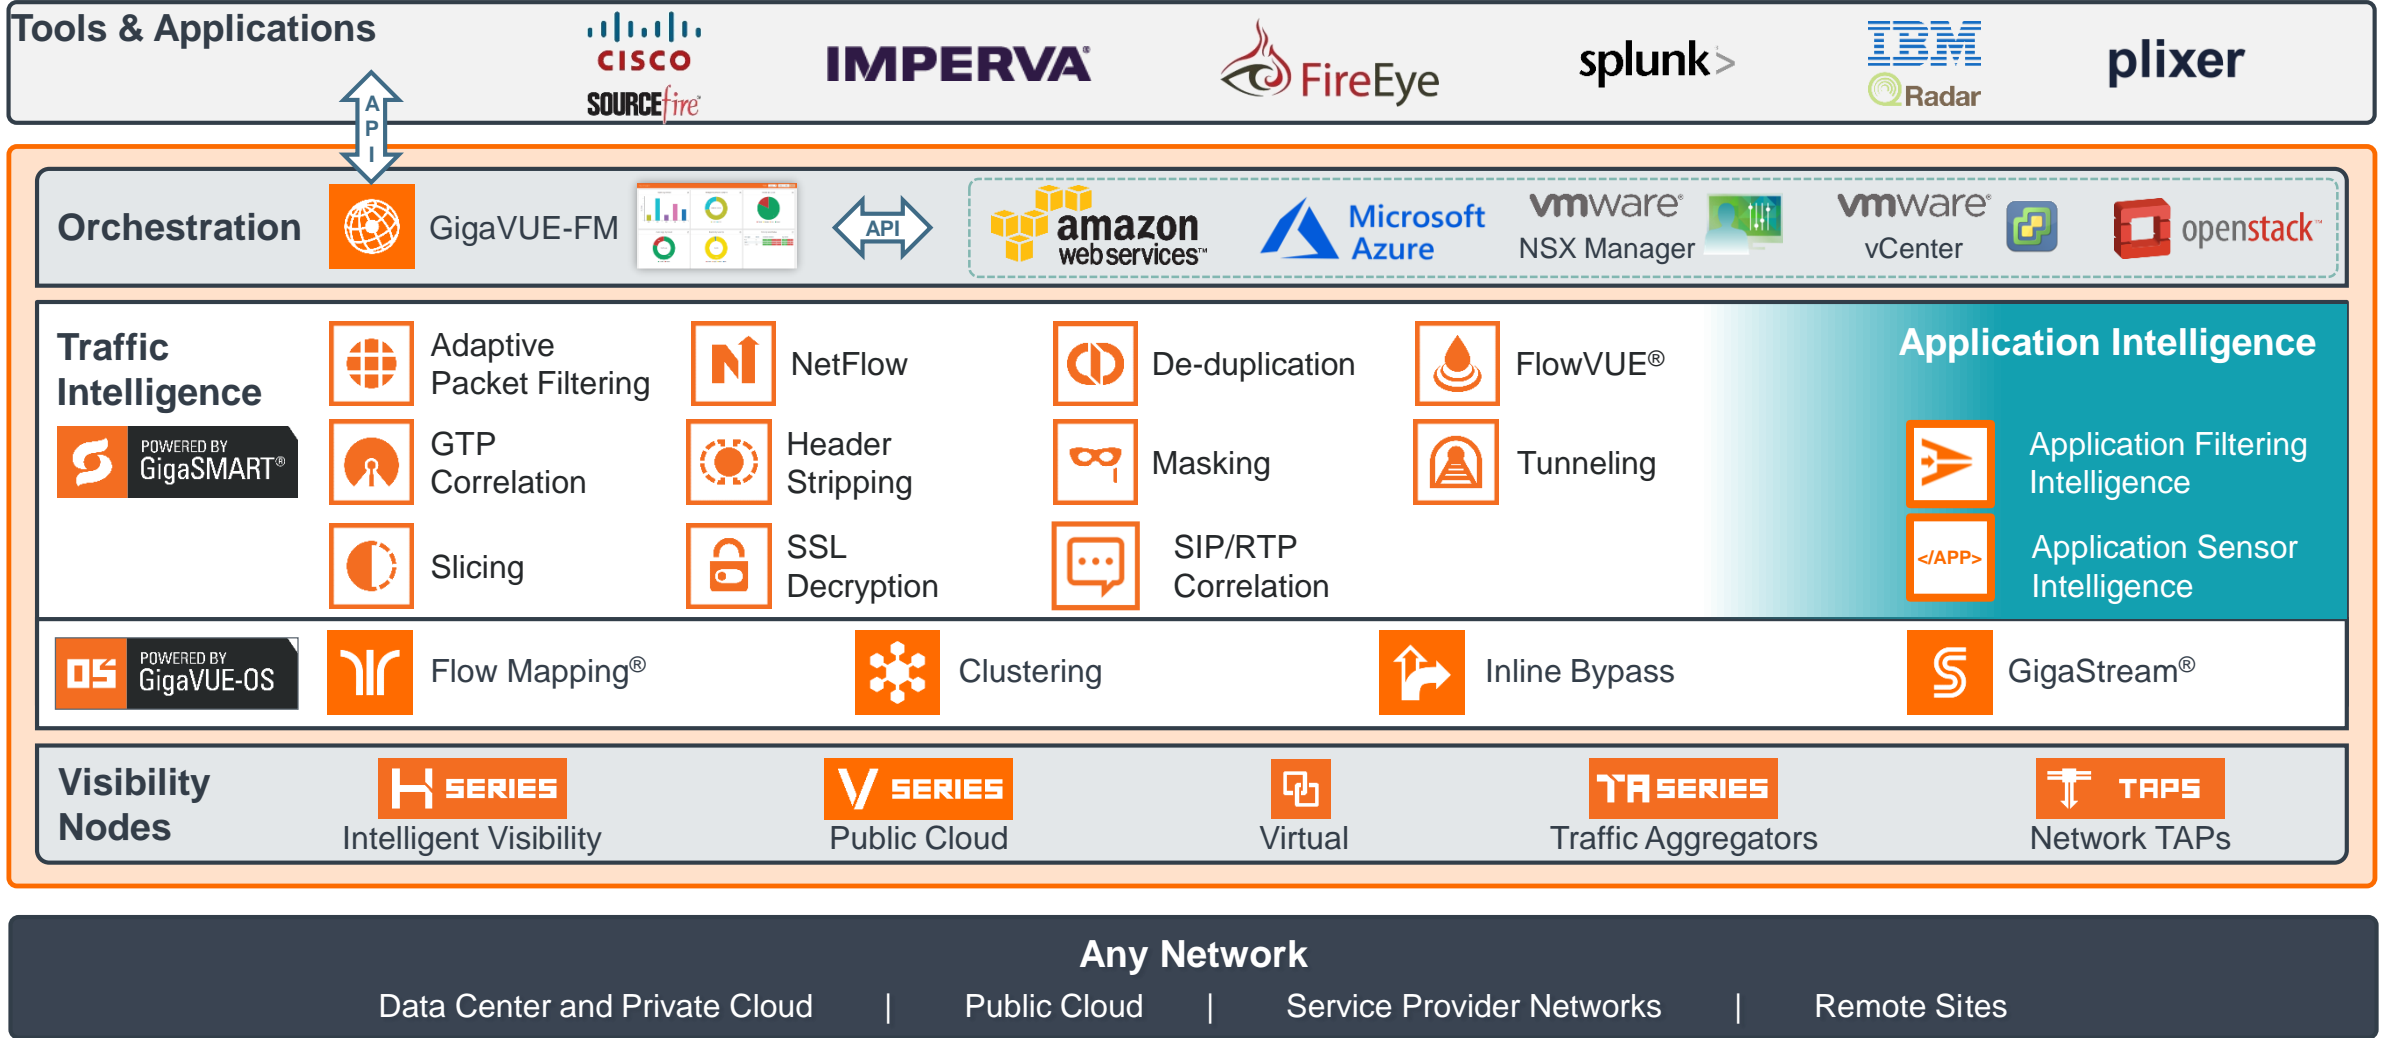 Tools & Applications
CISCO
SOURCEfire
IMPERVA
FireEye
splunk>
IBM
QRadar
plixer
API
Orchestration
GigaVUE-FM
API
amazon
web services™
Microsoft
Azure
vmware®
NSX Manager
vmware®
vCenter
openstack™
Traffic
Intelligence
POWERED BY
GigaSMART®
Adaptive
Packet Filtering
NetFlow
De-duplication
FlowVUE®
GTP
Correlation
Header
Stripping
Masking
Tunneling
Slicing
SSL
Decryption
SIP/RTP
Correlation
Application Intelligence
Application Filtering
Intelligence
</APP>
Application Sensor
Intelligence
OS
POWERED BY
GigaVUE-OS
Flow Mapping®
Clustering
Inline Bypass
GigaStream®
Visibility
Nodes
H SERIES
Intelligent Visibility
V SERIES
Public Cloud
Virtual
TA SERIES
Traffic Aggregators
TAPS
Network TAPs
Any Network
Data Center and Private Cloud | Public Cloud | Service Provider Networks | Remote Sites